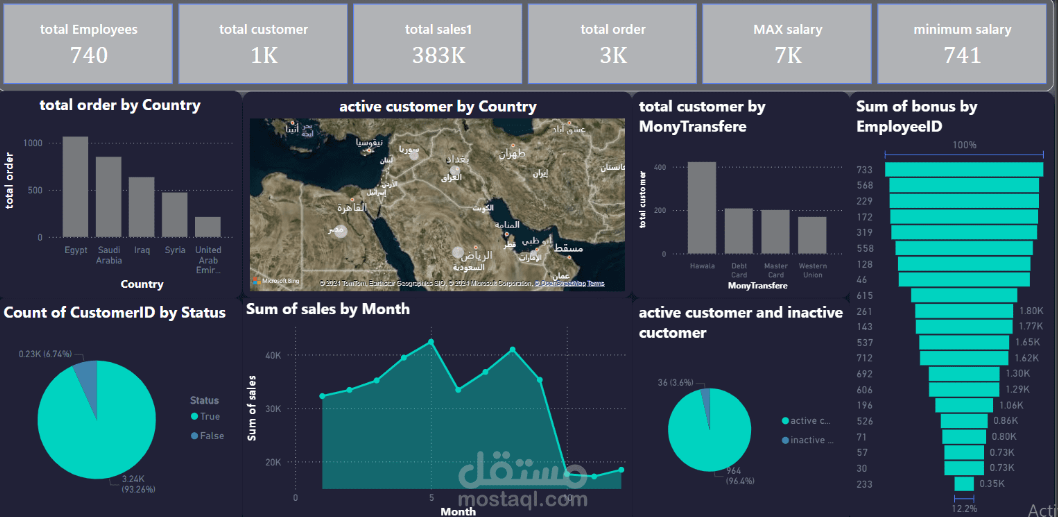 total Employees
740
total customer
1K
total sales1
383K
total order
3K
MAX salary
7K
minimum salary
741
total order by Country
total order
1000
500
0
Egypt
Saudi Arabia
Iraq
Syria
United Arab Emir...
Country
active customer by Country
أثينا
نيقوسيا
سوريا
لبنان
بغداد
العراق
طهران
إيران
عشق آباد
الأردن
إسرائيل
القاهرة
مصر
الكويت
المنامة
قطر
أبو ظبي
الإمارات
الرياض
السعودية
مسقط
عمان
Microsoft Bing
© 2024 Microsoft Corporation, © OpenStreetMap Terms
total customer by
MonyTransfere
total customer
400
200
0
Hawala
Debt Card
Master Card
Western Union
MonyTransfere
Sum of bonus by
EmployeeID
100%
733
568
229
172
319
558
128
46
615
261 1.80K
143 1.77K
537 1.65K
712 1.62K
692 1.30K
606 1.29K
196 1.06K
526 0.86K
71 0.80K
57 0.73K
30 0.73K
233 0.35K
12.2%
Count of CustomerID by Status
0.23K (6.74%)
3.24K
(93.26%)
Status
True
False
Sum of sales by Month
Sum of sales
40K
30K
20K
0
5
10
Month
active customer and inactive
cuctomer
36 (3.6%)
964
(96.4%)
active c...
inactive ...
مستقل
mostaql.com
Acti